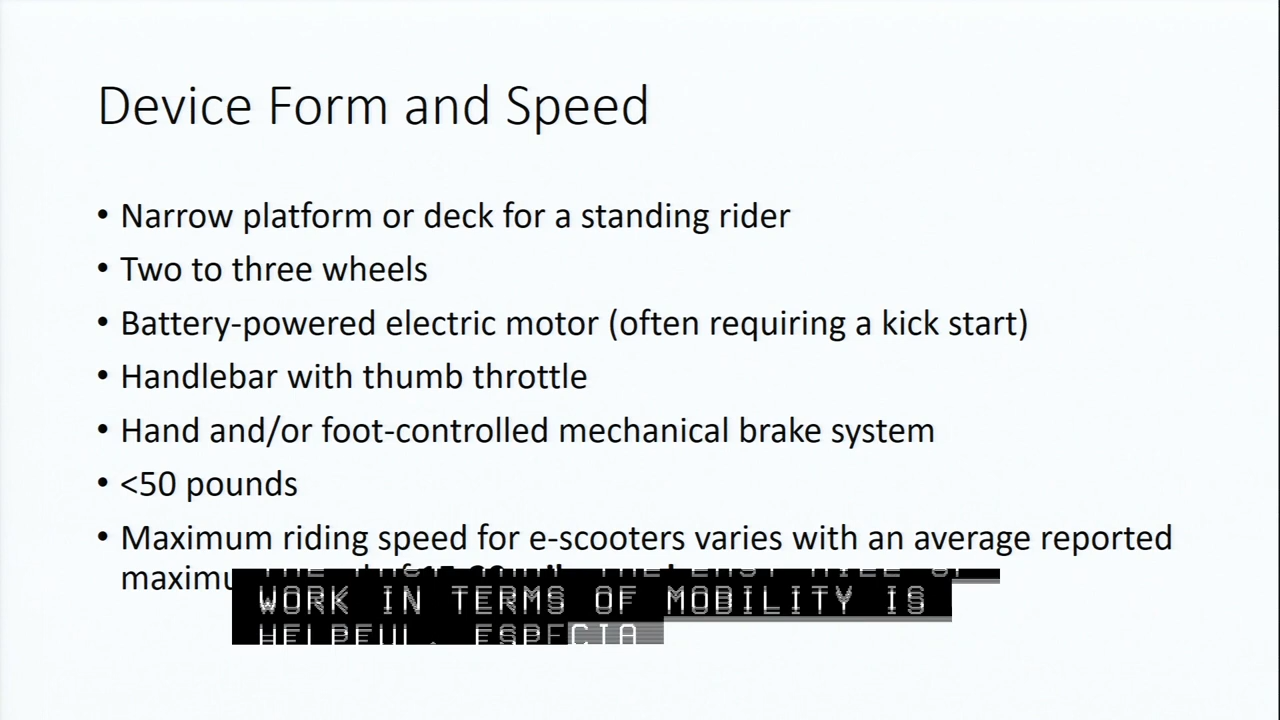 Device Form and Speed
• Narrow platform or deck for a standing rider
• Two to three wheels
• Battery-powered electric motor (often requiring a kick start)
• Handlebar with thumb throttle
• Hand and/or foot-controlled mechanical brake system
• <50 pounds
• Maximum riding speed for e-scooters varies with an average reported
WORK IN TERMS OF MOBILITY IS
HELPFUL. ESPECIA